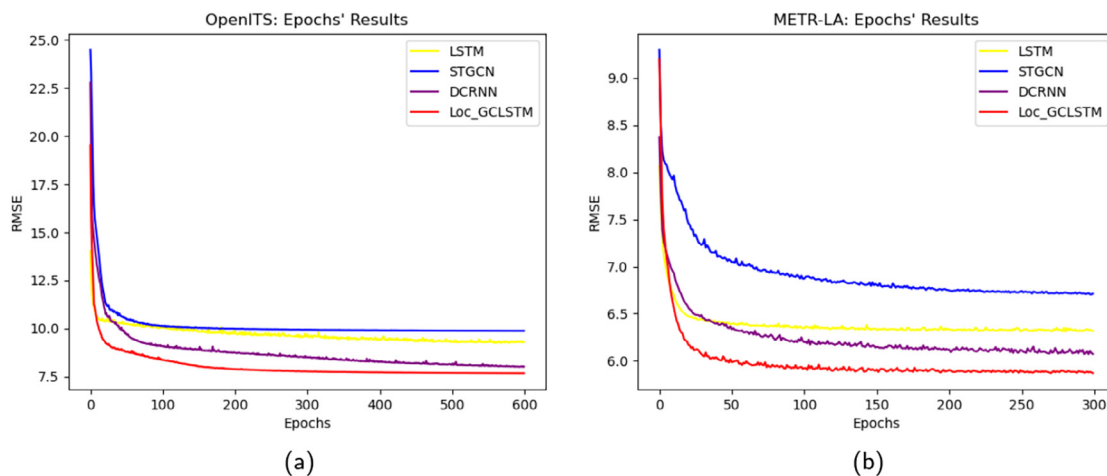 OpenITS: Epochs' Results
25.0
22.5
20.0
17.5
15.0
12.5
10.0
7.5
RMSE
LSTM
STGCN
DCRNN
Loc_GCLSTM
0 100 200 300 400 500 600
Epochs
(a)
METR-LA: Epochs' Results
9.0
8.5
8.0
7.5
7.0
6.5
6.0
RMSE
LSTM
STGCN
DCRNN
Loc_GCLSTM
0 50 100 150 200 250 300
Epochs
(b)